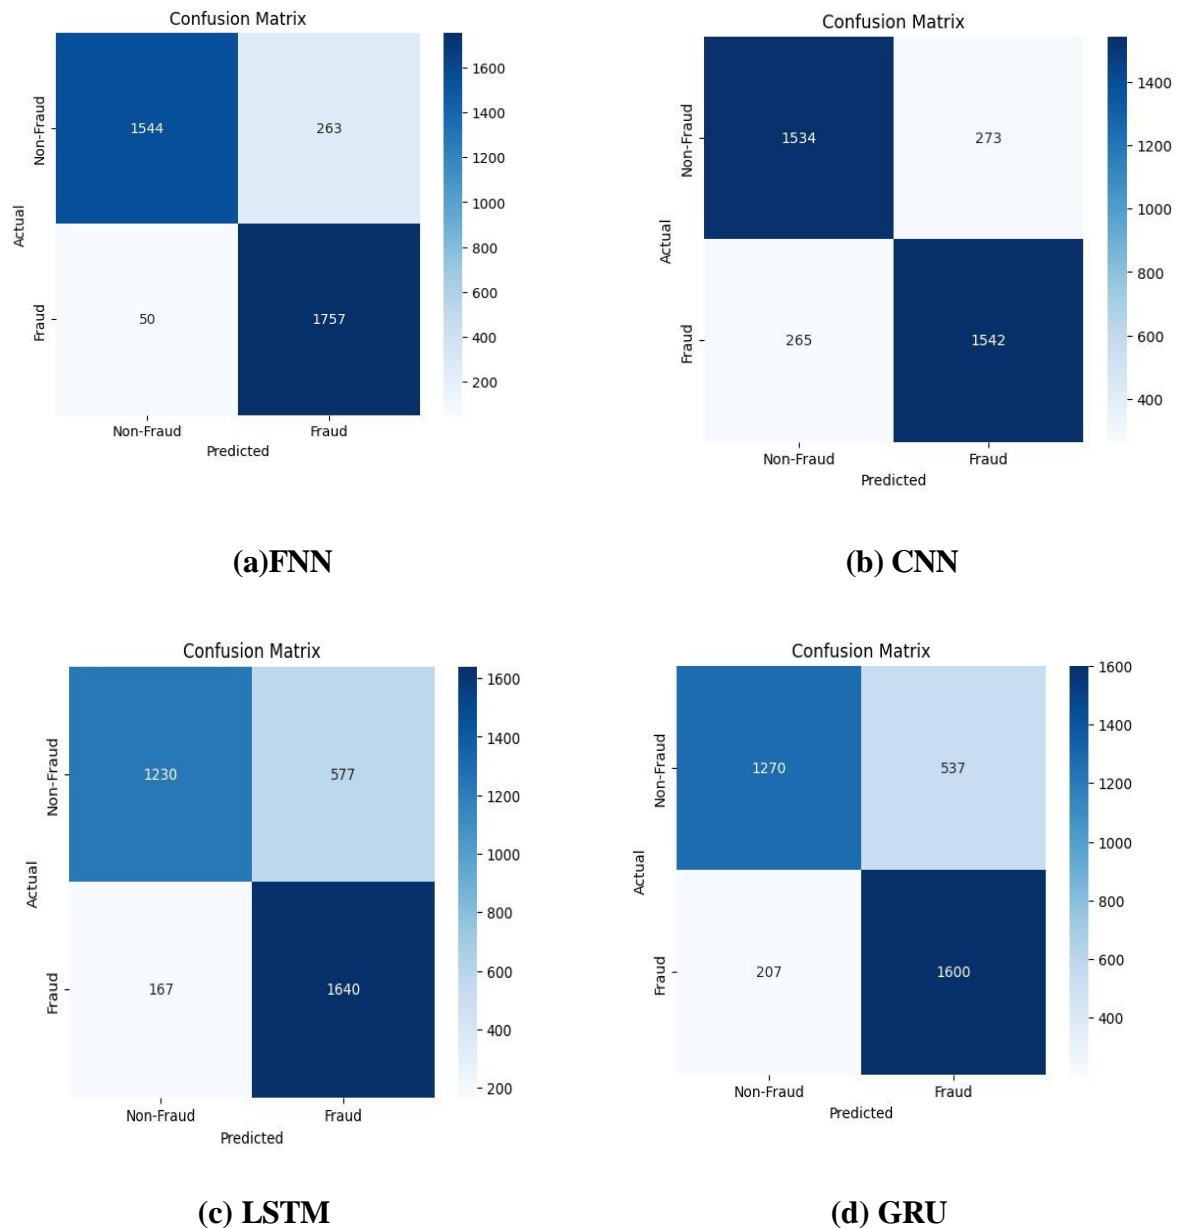 Confusion Matrix
Non-Fraud
1544
263
Actual
Fraud
50
1757
Non-Fraud
Fraud
Predicted
1600
1400
1200
1000
800
600
400
200
(a)FNN
Confusion Matrix
Non-Fraud
1534
273
Actual
Fraud
265
1542
Non-Fraud
Fraud
Predicted
1400
1200
1000
800
600
400
(b) CNN
Confusion Matrix
Non-Fraud
1230
577
Actual
Fraud
167
1640
Non-Fraud
Fraud
Predicted
1600
1400
1200
1000
800
600
400
200
(c) LSTM
Confusion Matrix
Non-Fraud
1270
537
Actual
Fraud
207
1600
Non-Fraud
Fraud
Predicted
1600
1400
1200
1000
800
600
400
(d) GRU